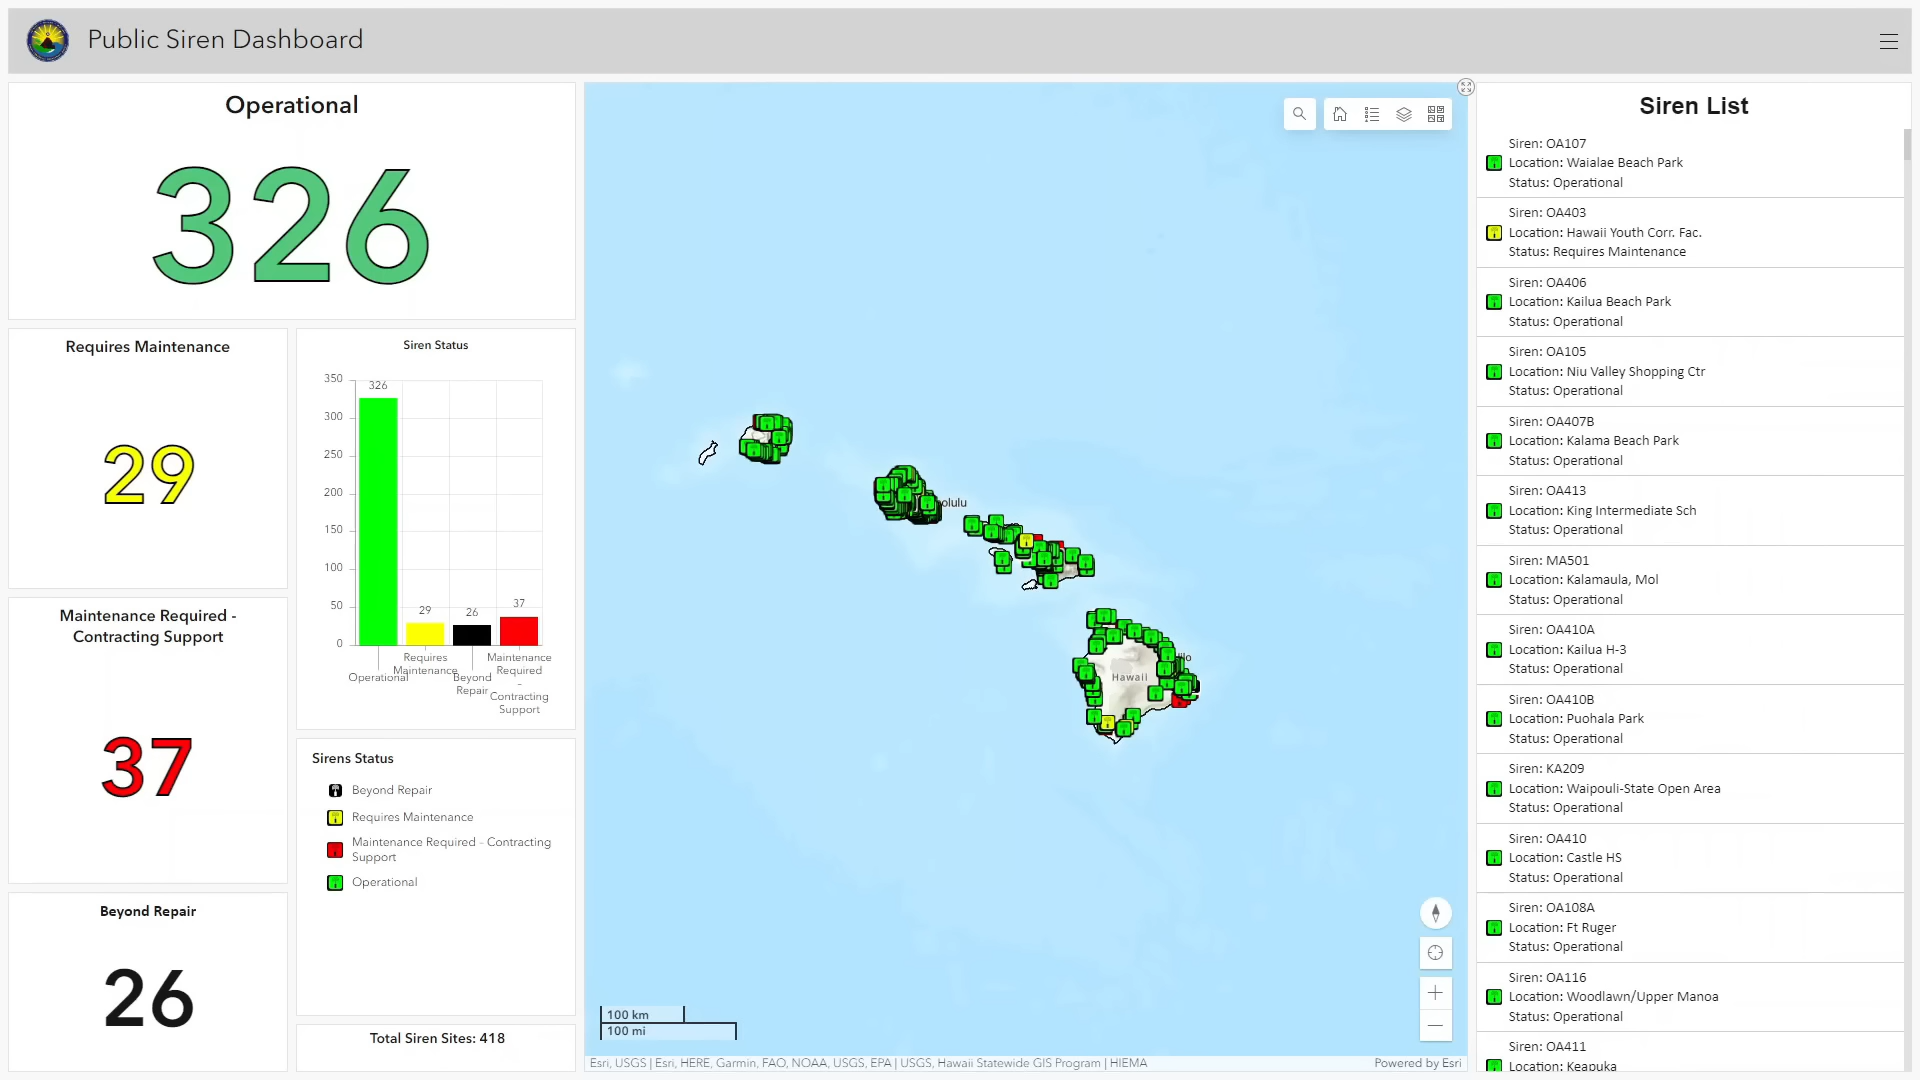 Public Siren Dashboard
Operational
326
Requires Maintenance
29
Maintenance Required -
Contracting Support
37
Beyond Repair
26
Siren Status
350
300
250
200
150
100
50
0
326
29
26
37
Operational
Requires
Maintenance
Beyond
Repair
Maintenance
Required
-
Contracting
Support
Sirens Status
Beyond Repair
Requires Maintenance
Maintenance Required - Contracting
Support
Operational
Total Siren Sites: 418
olulu
ilo
Hawaii
100 km
100 mi
Esri, USGS | Esri, HERE, Garmin, FAO, NOAA, USGS, EPA | USGS, Hawaii Statewide GIS Program | HIEMA
Powered by Esri
Siren List
Siren: OA107
Location: Waialae Beach Park
Status: Operational
Siren: OA403
Location: Hawaii Youth Corr. Fac.
Status: Requires Maintenance
Siren: OA406
Location: Kailua Beach Park
Status: Operational
Siren: OA105
Location: Niu Valley Shopping Ctr
Status: Operational
Siren: OA407B
Location: Kalama Beach Park
Status: Operational
Siren: OA413
Location: King Intermediate Sch
Status: Operational
Siren: MA501
Location: Kalamaula, Mol
Status: Operational
Siren: OA410A
Location: Kailua H-3
Status: Operational
Siren: OA410B
Location: Puohala Park
Status: Operational
Siren: KA209
Location: Waipouli-State Open Area
Status: Operational
Siren: OA410
Location: Castle HS
Status: Operational
Siren: OA108A
Location: Ft Ruger
Status: Operational
Siren: OA116
Location: Woodlawn/Upper Manoa
Status: Operational
Siren: OA411
Location: Keapuka